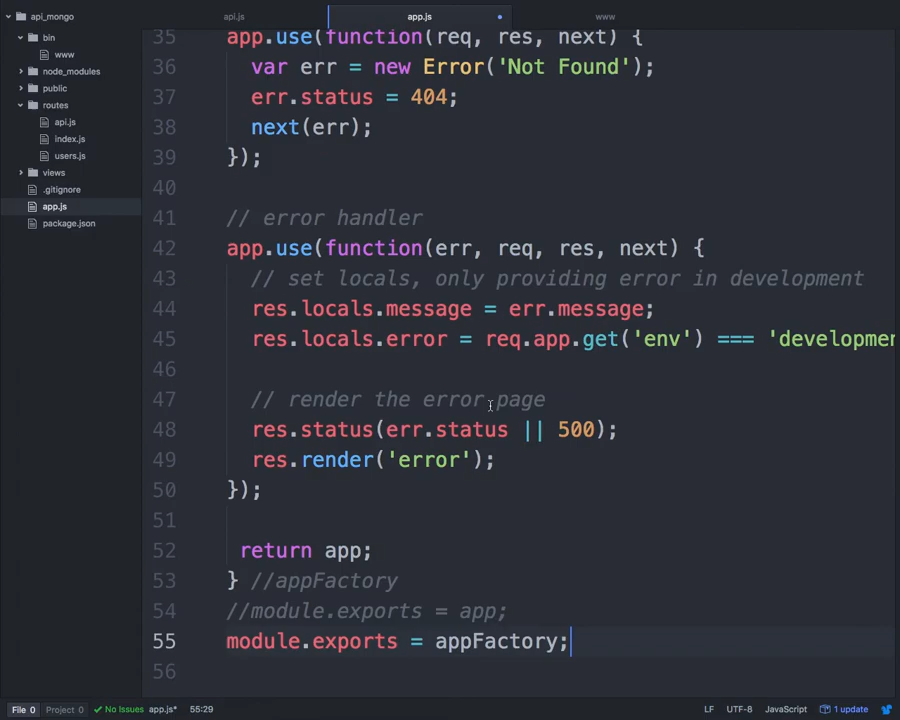 api_mongo
bin
www
node_modules
public
routes
api.js
index.js
users.js
views
.gitignore
app.js
package.json
api.js
app.js
www
35 app.use(function(req, res, next) {
36 var err = new Error('Not Found');
37 err.status = 404;
38 next(err);
39 });
40
41 // error handler
42 app.use(function(err, req, res, next) {
43 // set locals, only providing error in development
44 res.locals.message = err.message;
45 res.locals.error = req.app.get('env') === 'developmen
46
47 // render the error page
48 res.status(err.status || 500);
49 res.render('error');
50 });
51
52 return app;
53 } //appFactory
54 //module.exports = app;
55 module.exports = appFactory;
56
File 0 Project 0 No Issues app.js* 55:29 LF UTF-8 JavaScript 1 update